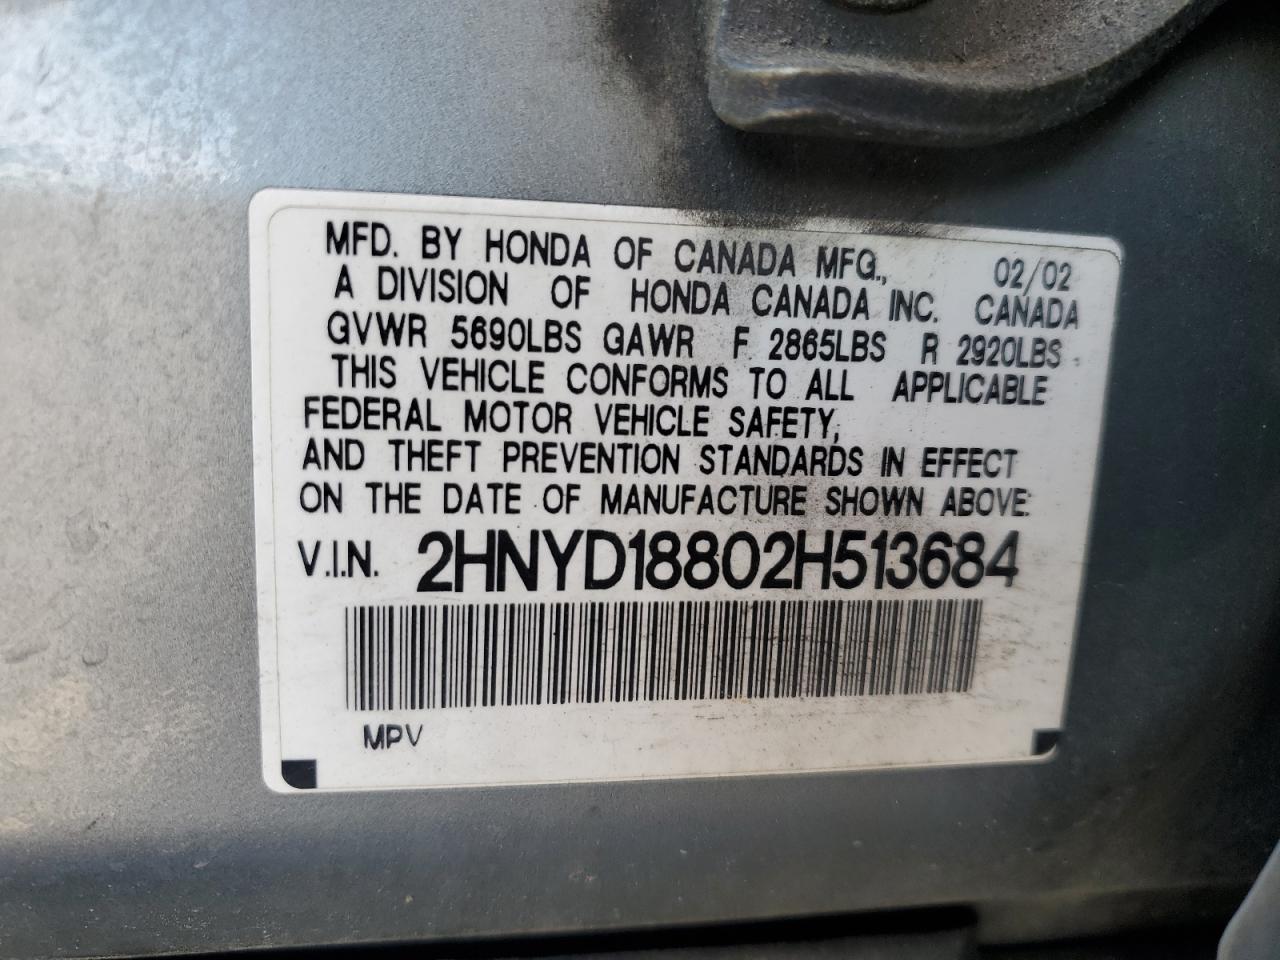 MFD. BY HONDA OF CANADA MFG., 02/02
A DIVISION OF HONDA CANADA INC. CANADA
GVWR 5690LBS GAWR F 2865LBS R 2920LBS
THIS VEHICLE CONFORMS TO ALL APPLICABLE
FEDERAL MOTOR VEHICLE SAFETY,
AND THEFT PREVENTION STANDARDS IN EFFECT
ON THE DATE OF MANUFACTURE SHOWN ABOVE.
V.I.N. 2HNYD18802H513684
MPV